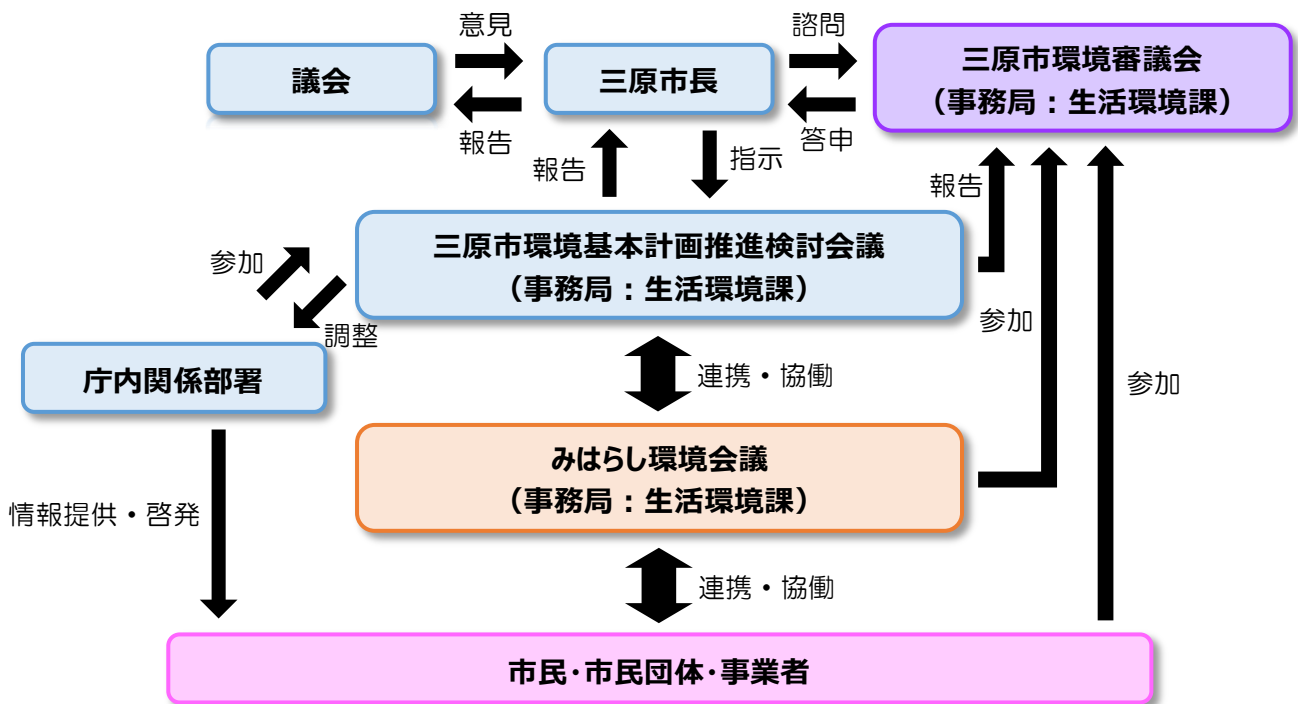 意見
諮問
議会
三原市長
三原市環境審議会
(事務局：生活環境課)
報告
答申
報告
指示
報告
三原市環境基本計画推進検討会議
(事務局：生活環境課)
参加
調整
参加
庁内関係部署
連携・協働
参加
みはらし環境会議
(事務局：生活環境課)
情報提供・啓発
連携・協働
市民・市民団体・事業者